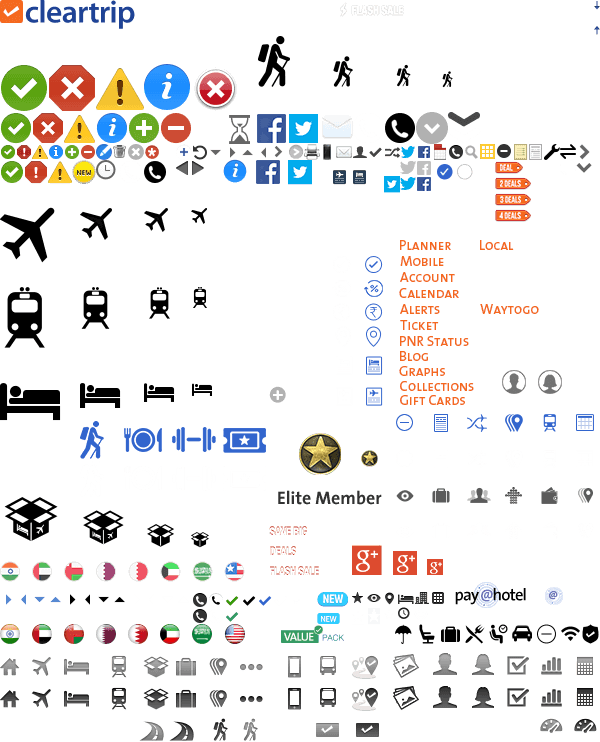 cleartrip
FLASH SALE
NEW
DEAL
2 DEALS
3 DEALS
4 DEALS
Planner
Local
Mobile
Account
Calendar
Alerts
Waytogo
Ticket
PNR Status
Blog
Graphs
Collections
Gift Cards
Elite Member
SAVE BIG
DEALS
FLASH SALE
g+
g+
g+
NEW
pay@hotel
@
NEW
VALUE PACK